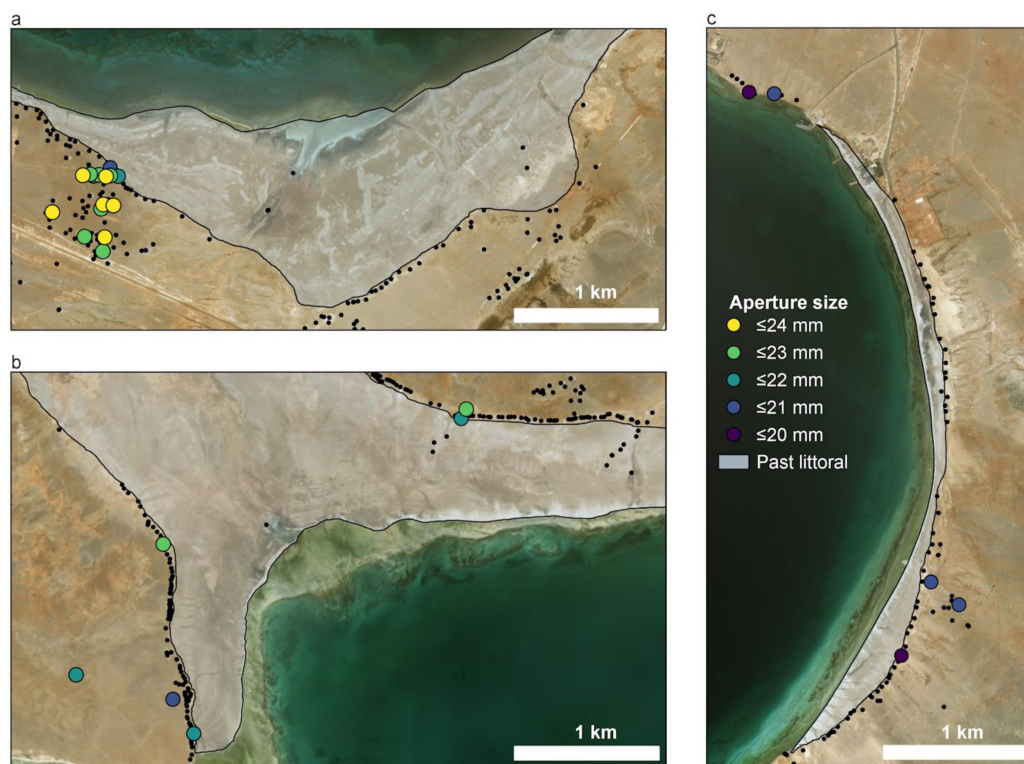 a
1 km
b
1 km
c
Aperture size
≤24 mm
≤23 mm
≤22 mm
≤21 mm
≤20 mm
Past littoral
1 km